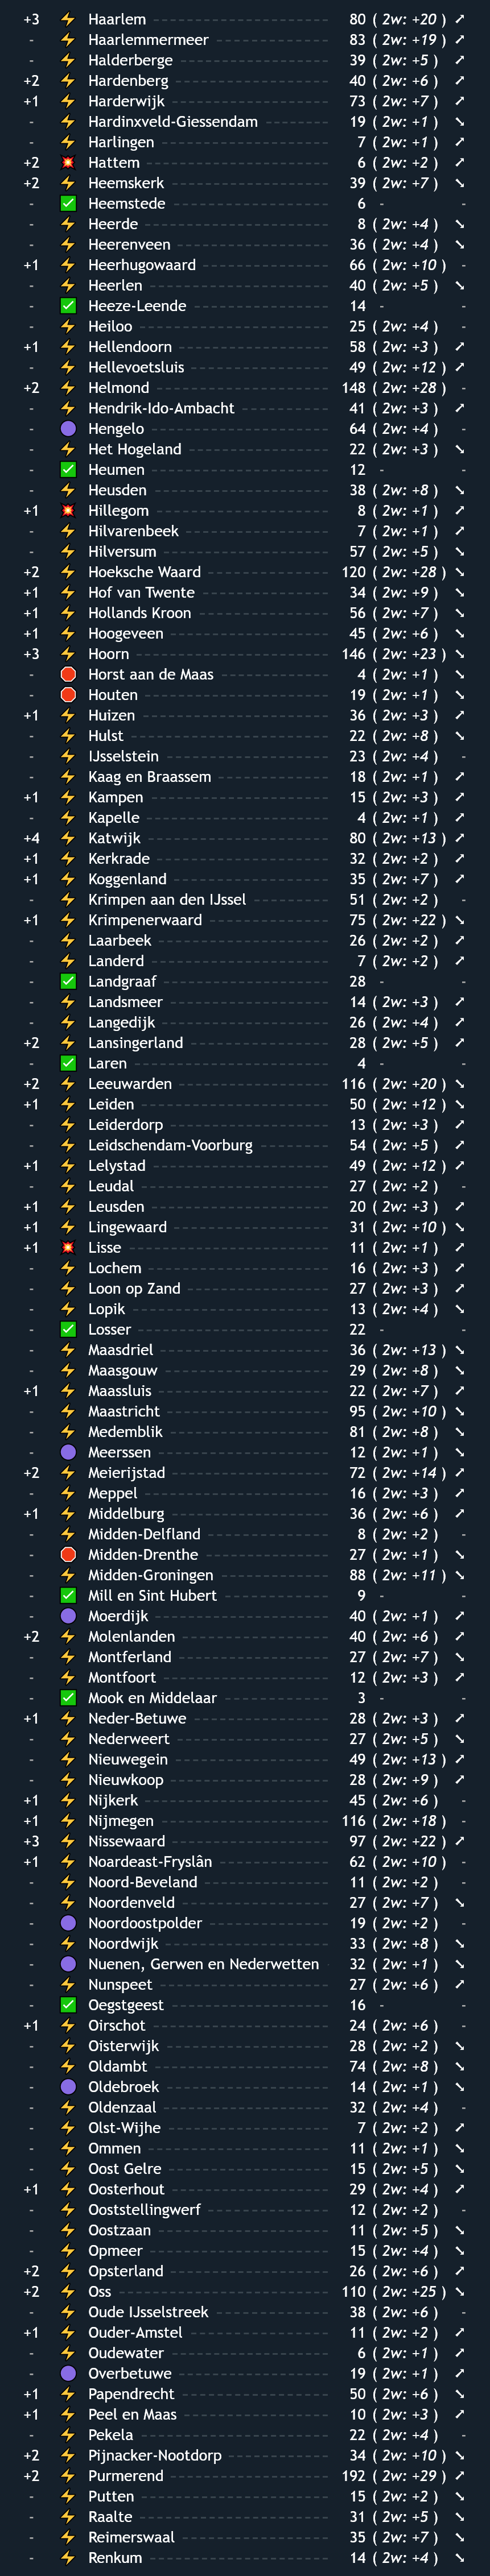 +3 Haarlem 80 ( 2w: +20 )
- Haarlemmermeer 83 ( 2w: +19 )
- Halderberge 39 ( 2w: +5 )
+2 Hardenberg 40 ( 2w: +6 )
+1 Harderwijk 73 ( 2w: +7 )
- Hardinxveld-Giessendam 19 ( 2w: +1 )
- Harlingen 7 ( 2w: +1 )
+2 Hattem 6 ( 2w: +2 )
+2 Heemskerk 39 ( 2w: +7 )
- Heemstede 6 - -
- Heerde 8 ( 2w: +4 )
- Heerenveen 36 ( 2w: +4 )
+1 Heerhugowaard 66 ( 2w: +10 ) -
- Heerlen 40 ( 2w: +5 )
- Heeze-Leende 14 - -
- Heiloo 25 ( 2w: +4 ) -
+1 Hellendoorn 58 ( 2w: +3 )
- Hellevoetsluis 49 ( 2w: +12 )
+2 Helmond 148 ( 2w: +28 ) -
- Hendrik-Ido-Ambacht 41 ( 2w: +3 )
- Hengelo 64 ( 2w: +4 ) -
- Het Hogeland 22 ( 2w: +3 )
- Heumen 12 - -
- Heusden 38 ( 2w: +8 )
+1 Hillegom 8 ( 2w: +1 )
- Hilvarenbeek 7 ( 2w: +1 )
- Hilversum 57 ( 2w: +5 )
+2 Hoeksche Waard 120 ( 2w: +28 )
+1 Hof van Twente 34 ( 2w: +9 )
+1 Hollands Kroon 56 ( 2w: +7 )
+1 Hoogeveen 45 ( 2w: +6 )
+3 Hoorn 146 ( 2w: +23 )
- Horst aan de Maas 4 ( 2w: +1 )
- Houten 19 ( 2w: +1 )
+1 Huizen 36 ( 2w: +3 )
- Hulst 22 ( 2w: +8 )
- IJsselstein 23 ( 2w: +4 ) -
- Kaag en Braassem 18 ( 2w: +1 )
+1 Kampen 15 ( 2w: +3 )
- Kapelle 4 ( 2w: +1 )
+4 Katwijk 80 ( 2w: +13 )
+1 Kerkrade 32 ( 2w: +2 )
+1 Koggenland 35 ( 2w: +7 )
- Krimpen aan den IJssel 51 ( 2w: +2 ) -
+1 Krimpenerwaard 75 ( 2w: +22 )
- Laarbeek 26 ( 2w: +2 )
- Landerd 7 ( 2w: +2 )
- Landgraaf 28 - -
- Landsmeer 14 ( 2w: +3 )
- Langedijk 26 ( 2w: +4 )
+2 Lansingerland 28 ( 2w: +5 )
- Laren 4 - -
+2 Leeuwarden 116 ( 2w: +20 )
+1 Leiden 50 ( 2w: +12 )
- Leiderdorp 13 ( 2w: +3 )
- Leidschendam-Voorburg 54 ( 2w: +5 )
+1 Lelystad 49 ( 2w: +12 )
- Leudal 27 ( 2w: +2 ) -
+1 Leusden 20 ( 2w: +3 )
+1 Lingewaard 31 ( 2w: +10 )
+1 Lisse 11 ( 2w: +1 )
- Lochem 16 ( 2w: +3 )
- Loon op Zand 27 ( 2w: +3 )
- Lopik 13 ( 2w: +4 )
- Losser 22 - -
- Maasdriel 36 ( 2w: +13 )
- Maasgouw 29 ( 2w: +8 )
+1 Maassluis 22 ( 2w: +7 )
- Maastricht 95 ( 2w: +10 )
- Medemblik 81 ( 2w: +8 )
- Meerssen 12 ( 2w: +1 )
+2 Meierijstad 72 ( 2w: +14 )
- Meppel 16 ( 2w: +3 )
+1 Middelburg 36 ( 2w: +6 )
- Midden-Delfland 8 ( 2w: +2 ) -
- Midden-Drenthe 27 ( 2w: +1 )
- Midden-Groningen 88 ( 2w: +11 )
- Mill en Sint Hubert 9 - -
- Moerdijk 40 ( 2w: +1 )
+2 Molenlanden 40 ( 2w: +6 )
- Montferland 27 ( 2w: +7 )
- Montfoort 12 ( 2w: +3 )
- Mook en Middelaar 3 - -
+1 Neder-Betuwe 28 ( 2w: +3 )
- Nederweert 27 ( 2w: +5 )
- Nieuwegein 49 ( 2w: +13 )
- Nieuwkoop 28 ( 2w: +9 )
+1 Nijkerk 45 ( 2w: +6 ) -
+1 Nijmegen 116 ( 2w: +18 ) -
+3 Nissewaard 97 ( 2w: +22 )
+1 Noardeast-Fryslân 62 ( 2w: +10 ) -
- Noord-Beveland 11 ( 2w: +2 ) -
- Noordenveld 27 ( 2w: +7 )
- Noordoostpolder 19 ( 2w: +2 ) -
- Noordwijk 33 ( 2w: +8 )
- Nuenen, Gerwen en Nederwetten 32 ( 2w: +1 )
- Nunspeet 27 ( 2w: +6 )
- Oegstgeest 16 - -
+1 Oirschot 24 ( 2w: +6 ) -
- Oisterwijk 28 ( 2w: +2 )
- Oldambt 74 ( 2w: +8 )
- Oldebroek 14 ( 2w: +1 )
- Oldenzaal 32 ( 2w: +4 ) -
- Olst-Wijhe 7 ( 2w: +2 )
- Ommen 11 ( 2w: +1 )
- Oost Gelre 15 ( 2w: +5 )
+1 Oosterhout 29 ( 2w: +4 )
- Ooststellingwerf 12 ( 2w: +2 ) -
- Oostzaan 11 ( 2w: +5 )
- Opmeer 15 ( 2w: +4 )
+2 Opsterland 26 ( 2w: +6 )
+2 Oss 110 ( 2w: +25 )
- Oude IJsselstreek 38 ( 2w: +6 ) -
+1 Ouder-Amstel 11 ( 2w: +2 )
- Oudewater 6 ( 2w: +1 )
- Overbetuwe 19 ( 2w: +1 )
+1 Papendrecht 50 ( 2w: +6 )
+1 Peel en Maas 10 ( 2w: +3 )
- Pekela 22 ( 2w: +4 ) -
+2 Pijnacker-Nootdorp 34 ( 2w: +10 )
+2 Purmerend 192 ( 2w: +29 )
- Putten 15 ( 2w: +2 )
- Raalte 31 ( 2w: +5 )
- Reimerswaal 35 ( 2w: +7 )
- Renkum 14 ( 2w: +4 )